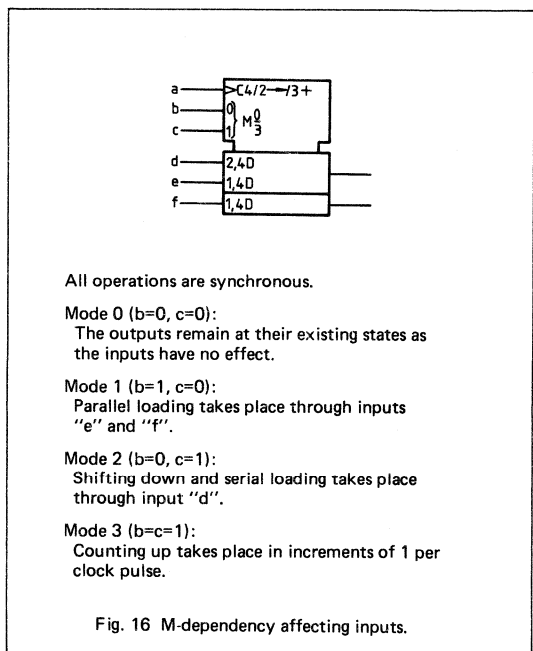 a >C4/2→/3+
b 0
c 1 } M 0/3
d 2,4D
e 1,4D
f 1,4D
All operations are synchronous.
Mode 0 (b=0, c=0):
The outputs remain at their existing states as
the inputs have no effect.
Mode 1 (b=1, c=0):
Parallel loading takes place through inputs
"e" and "f".
Mode 2 (b=0, c=1):
Shifting down and serial loading takes place
through input "d".
Mode 3 (b=c=1):
Counting up takes place in increments of 1 per
clock pulse.
Fig. 16 M-dependency affecting inputs.